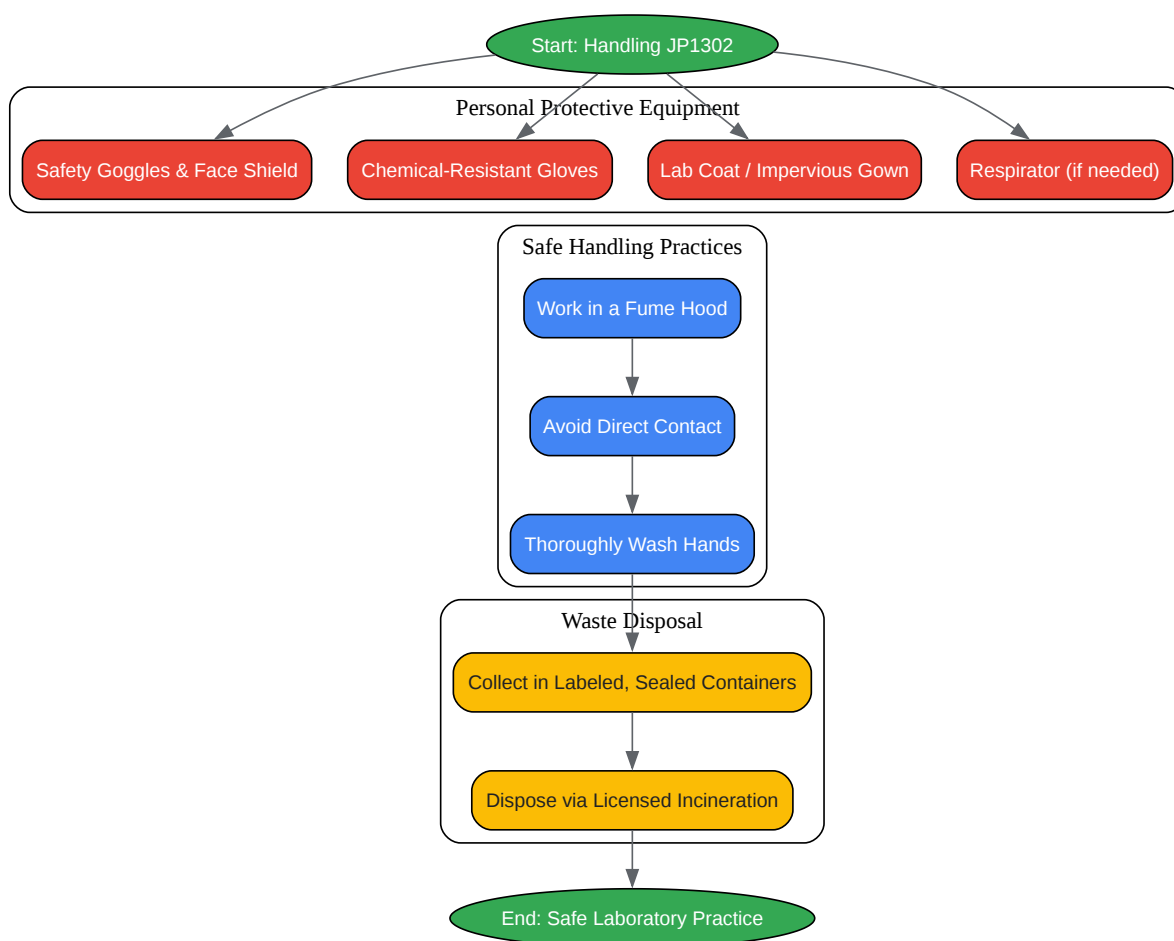 Start: Handling JP1302
Personal Protective Equipment
Safety Goggles & Face Shield
Chemical-Resistant Gloves
Lab Coat / Impervious Gown
Respirator (if needed)
Safe Handling Practices
Work in a Fume Hood
Avoid Direct Contact
Thoroughly Wash Hands
Waste Disposal
Collect in Labeled, Sealed Containers
Dispose via Licensed Incineration
End: Safe Laboratory Practice